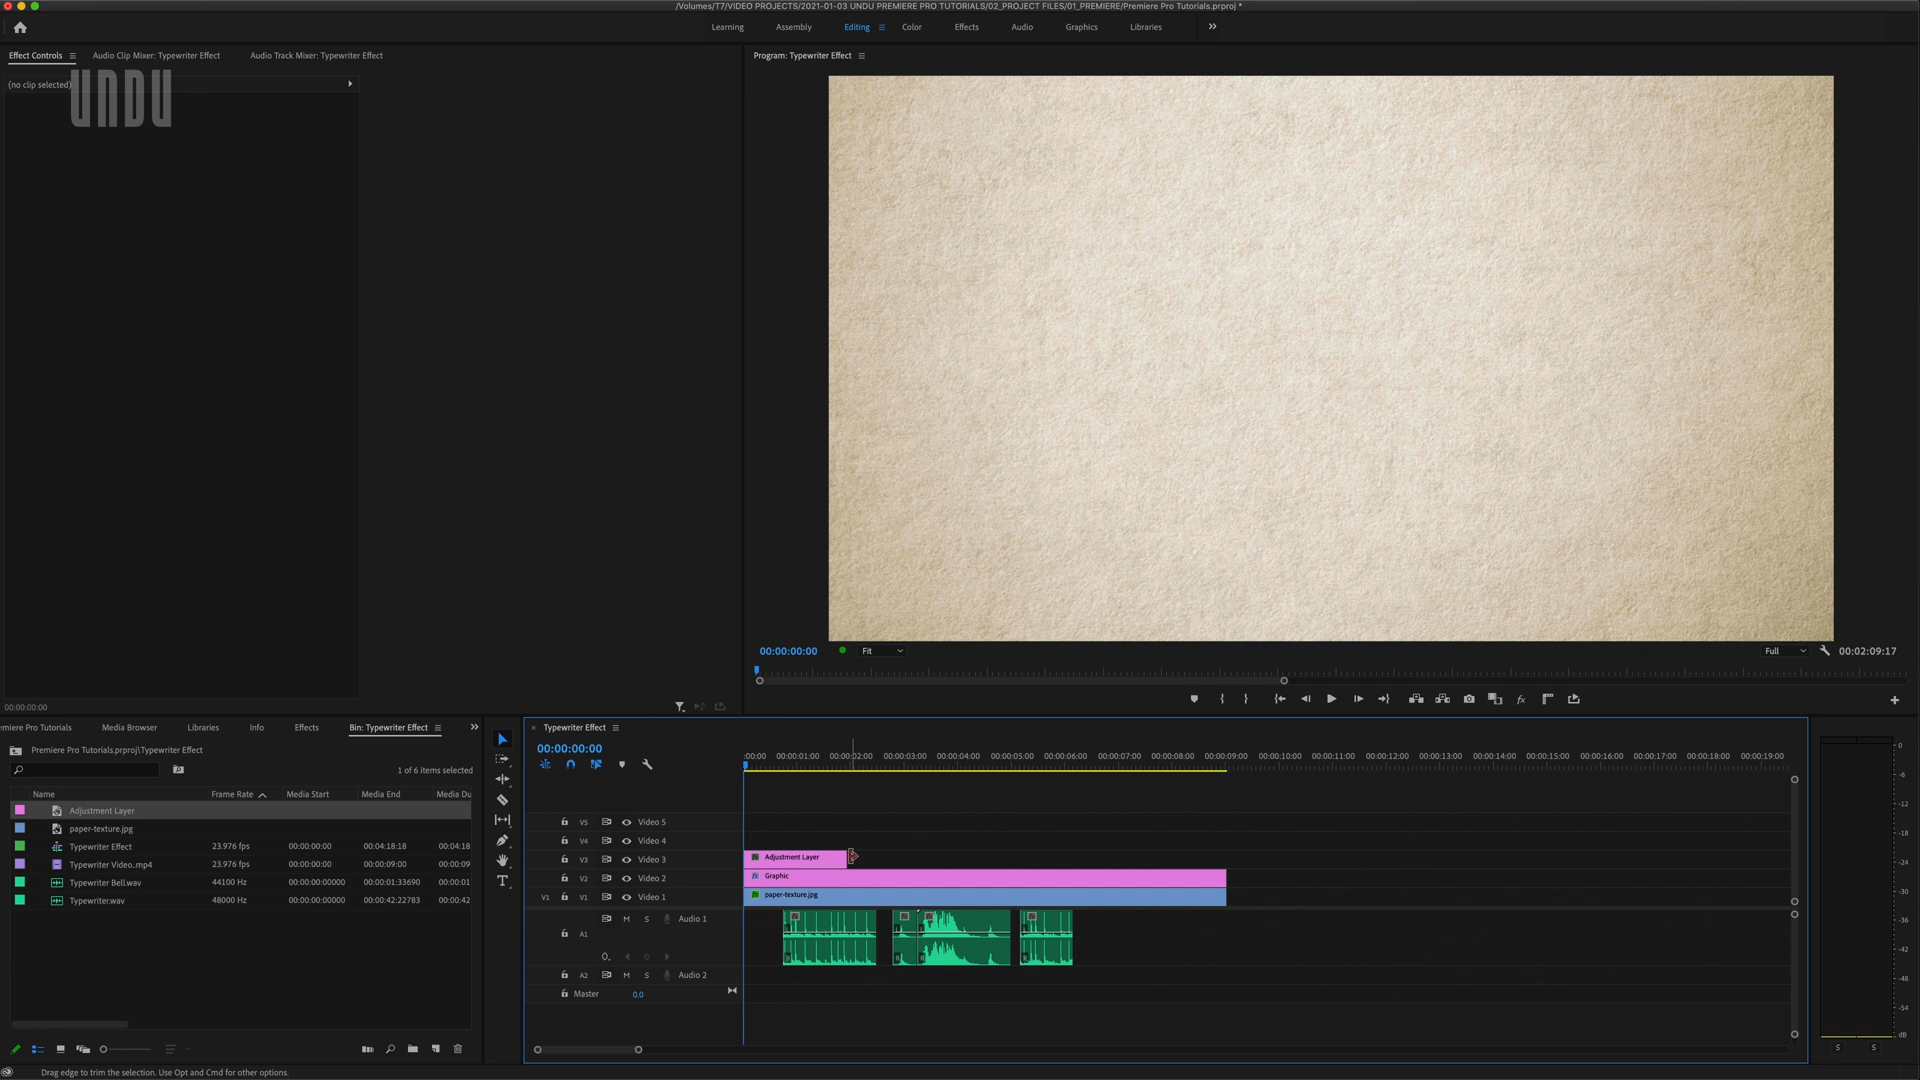 /Volumes/T7/VIDEO PROJECTS/2021-01-03 UNDU PREMIERE PRO TUTORIALS/02_PROJECT FILES/01_PREMIERE/Premiere Pro Tutorials.prproj *
Learning Assembly Editing Color Effects Audio Graphics Libraries
Effect Controls Audio Clip Mixer: Typewriter Effect Audio Track Mixer: Typewriter Effect
Program: Typewriter Effect
(no clip selected)
UNDU
00:00:00:00 Fit Full 00:02:09:17
00:00:00:00
emiere Pro Tutorials Media Browser Libraries Info Effects Bin: Typewriter Effect
Premiere Pro Tutorials.prproj\Typewriter Effect
1 of 6 items selected
Name Frame Rate Media Start Media End Media Du
Adjustment Layer
paper-texture.jpg
Typewriter Effect 23.976 fps 00:00:00:00 00:04:18:18 00:04:18
Typewriter Video..mp4 23.976 fps 00:00:00:00 00:00:09:00 00:00:09
Typewriter Bell.wav 44100 Hz 00:00:00:00000 00:00:01:33690 00:00:01
Typewriter.wav 48000 Hz 00:00:00:00000 00:00:42:22783 00:00:42
Typewriter Effect
00:00:00:00
:00:00 00:00:01:00 00:00:02:00 00:00:03:00 00:00:04:00 00:00:05:00 00:00:06:00 00:00:07:00 00:00:08:00 00:00:09:00 00:00:10:00 00:00:11:00 00:00:12:00 00:00:13:00 00:00:14:00 00:00:15:00 00:00:16:00 00:00:17:00 00:00:18:00 00:00:19:00
V5 Video 5
V4 Video 4
V3 Video 3 Adjustment Layer
V2 Video 2 Graphic
V1 V1 Video 1 paper-texture.jpg
M S Audio 1
A1
A2 M S Audio 2
Master 0.0
0
-6
-12
-18
-24
-30
-36
-42
-48
-54
dB
S S
Drag edge to trim the selection. Use Opt and Cmd for other options.